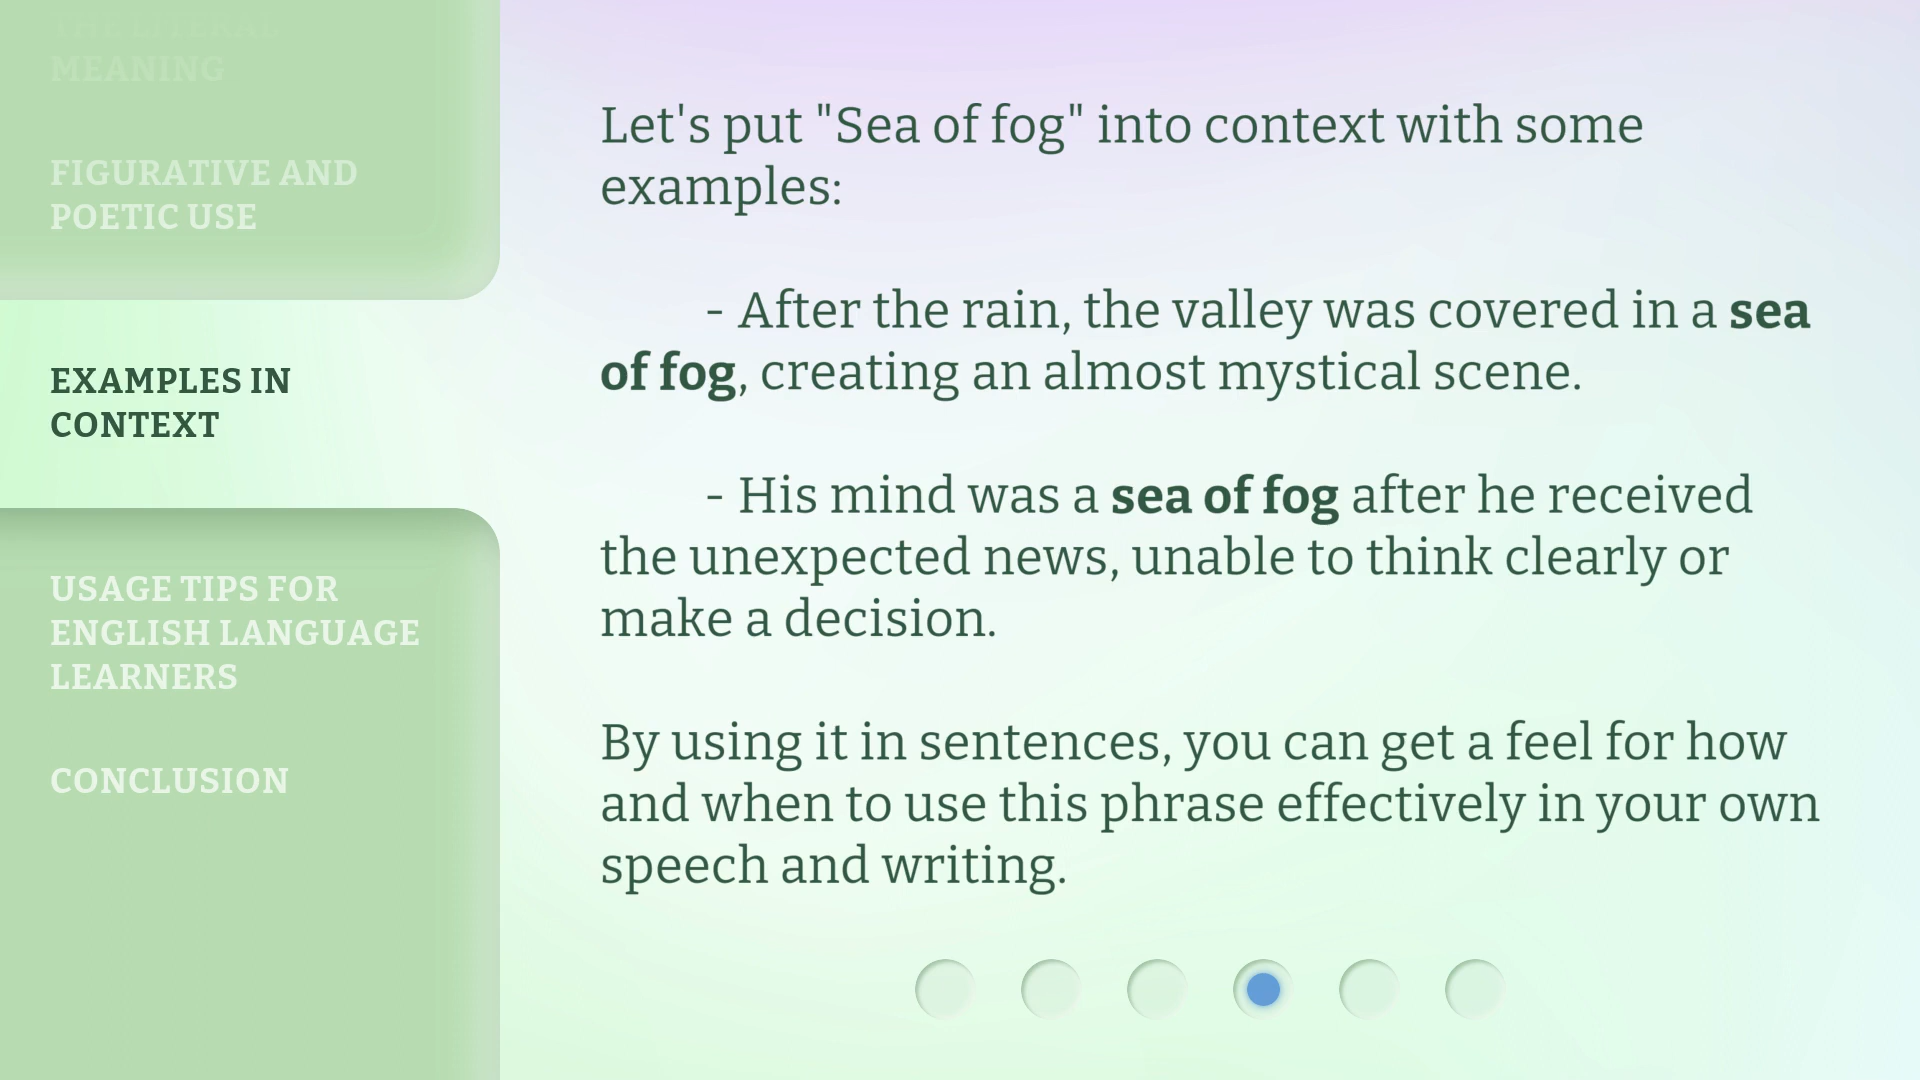 THE LITERAL
MEANING
FIGURATIVE AND
POETIC USE
EXAMPLES IN
CONTEXT
USAGE TIPS FOR
ENGLISH LANGUAGE
LEARNERS
CONCLUSION
Let's put "Sea of fog" into context with some
examples:
- After the rain, the valley was covered in a sea
of fog, creating an almost mystical scene.
- His mind was a sea of fog after he received
the unexpected news, unable to think clearly or
make a decision.
By using it in sentences, you can get a feel for how
and when to use this phrase effectively in your own
speech and writing.